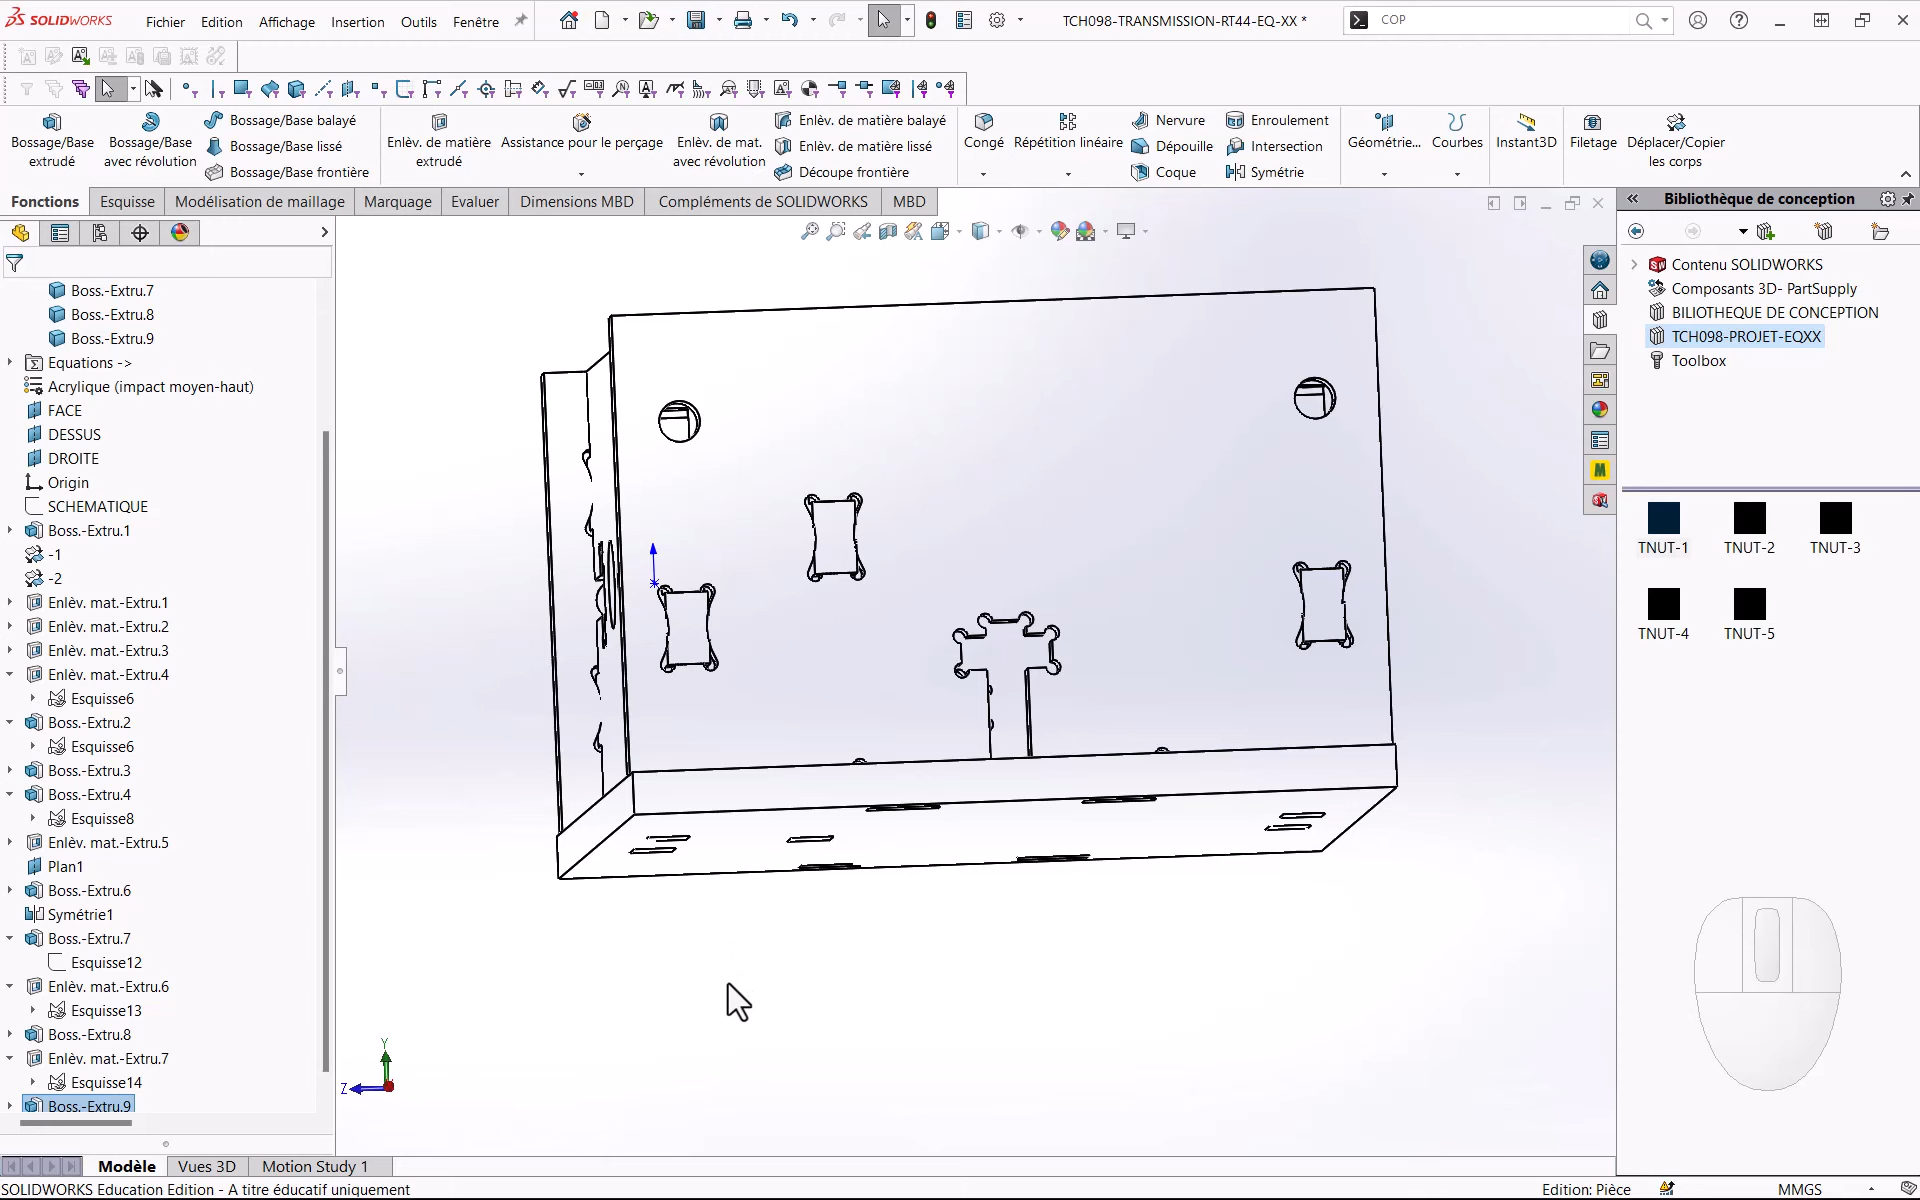 SOLIDWORKS
Fichier
Edition
Affichage
Insertion
Outils
Fenêtre
TCH098-TRANSMISSION-RT44-EQ-XX *
COP
Bossage/Base extrudé
Bossage/Base avec révolution
Bossage/Base balayé
Bossage/Base lissé
Bossage/Base frontière
Enlèv. de matière extrudé
Assistance pour le perçage
Enlèv. de mat. avec révolution
Enlèv. de matière balayé
Enlèv. de matière lissé
Découpe frontière
Congé
Répétition linéaire
Nervure
Dépouille
Coque
Enroulement
Intersection
Symétrie
Géométrie...
Courbes
Instant3D
Filetage
Déplacer/Copier les corps
Fonctions
Esquisse
Modélisation de maillage
Marquage
Evaluer
Dimensions MBD
Compléments de SOLIDWORKS
MBD
Boss.-Extru.7
Boss.-Extru.8
Boss.-Extru.9
Equations ->
Acrylique (impact moyen-haut)
FACE
DESSUS
DROITE
Origin
SCHEMATIQUE
Boss.-Extru.1
-1
-2
Enlèv. mat.-Extru.1
Enlèv. mat.-Extru.2
Enlèv. mat.-Extru.3
Enlèv. mat.-Extru.4
Esquisse6
Boss.-Extru.2
Esquisse6
Boss.-Extru.3
Boss.-Extru.4
Esquisse8
Enlèv. mat.-Extru.5
Plan1
Boss.-Extru.6
Symétrie1
Boss.-Extru.7
Esquisse12
Enlèv. mat.-Extru.6
Esquisse13
Boss.-Extru.8
Enlèv. mat.-Extru.7
Esquisse14
Boss.-Extru.9
Y
Z
Bibliothèque de conception
Contenu SOLIDWORKS
Composants 3D- PartSupply
BILIOTHEQUE DE CONCEPTION
TCH098-PROJET-EQXX
Toolbox
M
TNUT-1
TNUT-2
TNUT-3
TNUT-4
TNUT-5
Modèle
Vues 3D
Motion Study 1
SOLIDWORKS Education Edition - A titre éducatif uniquement
Edition: Pièce
MMGS